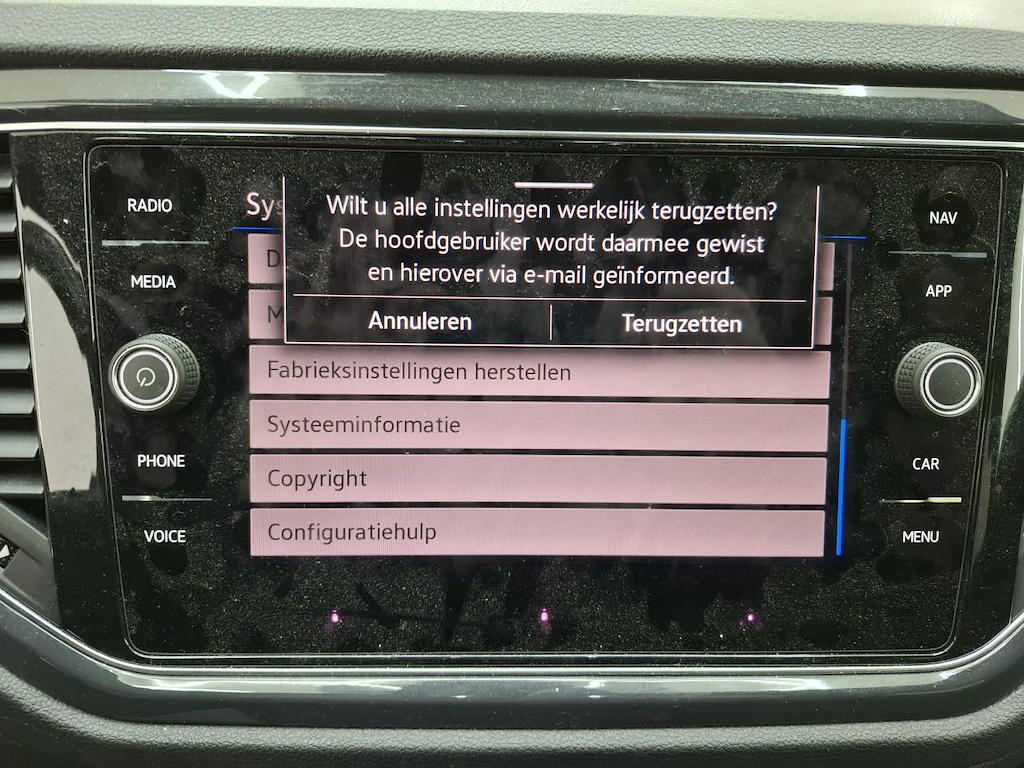 RADIO
MEDIA
PHONE
VOICE
Wilt u alle instellingen werkelijk terugzetten?
De hoofdgebruiker wordt daarmee gewist
en hierover via e-mail geïnformeerd.
Annuleren
Terugzetten
Fabrieksinstellingen herstellen
Systeeminformatie
Copyright
Configuratiehulp
NAV
APP
CAR
MENU